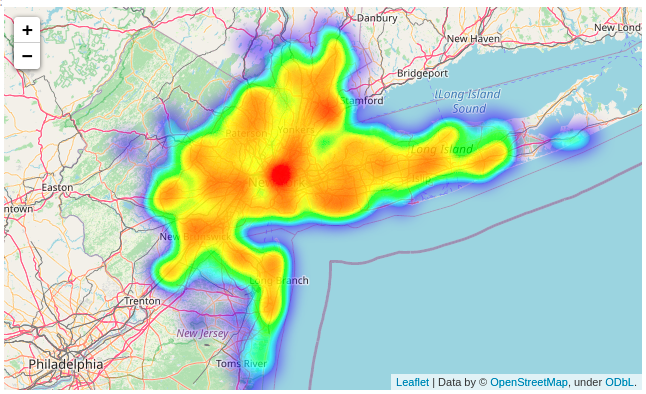 +
−
Danbury
New Haven
New Lond
Bridgeport
Stamford
Long Island
Sound
Paterson
Yonkers
Long Island
Easton
ntown
New Brunswick
Long Branch
Trenton
New Jersey
Toms River
Philadelphia
Leaflet | Data by © OpenStreetMap, under ODbL.